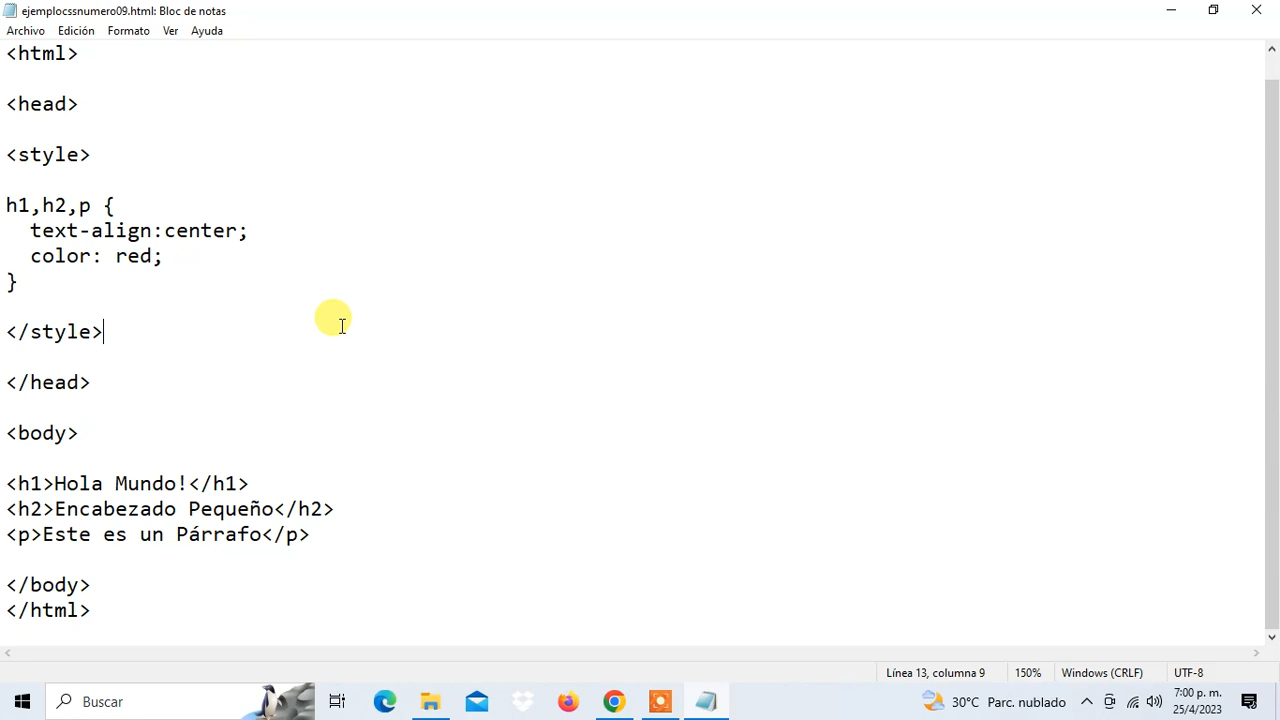 ejemplocssnumero09.html: Bloc de notas
Archivo Edición Formato Ver Ayuda
<html>
<head>
<style>
h1,h2,p {
text-align:center;
color: red;
}
</style>
</head>
<body>
<h1>Hola Mundo!</h1>
<h2>Encabezado Pequeño</h2>
<p>Este es un Párrafo</p>
</body>
</html>
Línea 13, columna 9 150% Windows (CRLF) UTF-8
Buscar 30°C Parc. nublado 7:00 p. m.
25/4/2023